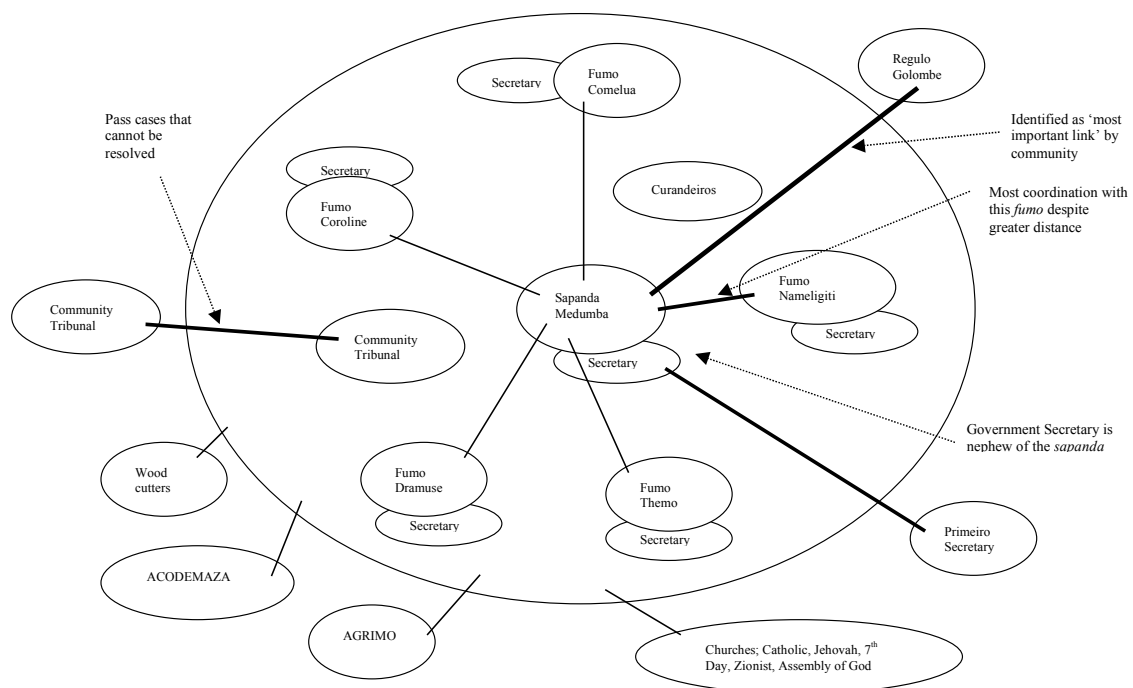 Fumo
Comelua
Secretary
Regulo
Golombe
Pass cases that
cannot be
resolved
Identified as ‘most
important link’ by
community
Secretary
Fumo
Coroline
Curandeiros
Most coordination with
this fumo despite
greater distance
Sapanda
Medumba
Secretary
Fumo
Nameligiti
Secretary
Community
Tribunal
Community
Tribunal
Government Secretary is
nephew of the sapanda
Wood
cutters
Fumo
Dramuse
Secretary
Fumo
Themo
Secretary
Primeiro
Secretary
ACODEMAZA
AGRIMO
Churches; Catholic, Jehovah, 7th
Day, Zionist, Assembly of God